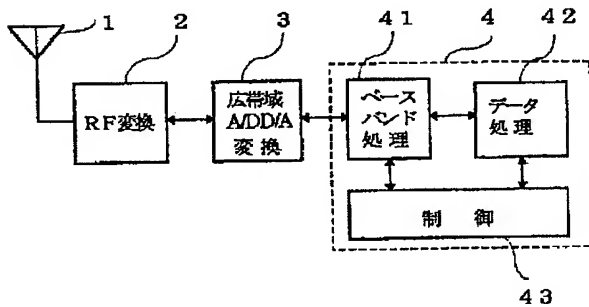 1
2
3
4
41
42
RF変換
広帯域
A/DD/A
変換
ベース
バンド
処理
データ
処理
制御
43